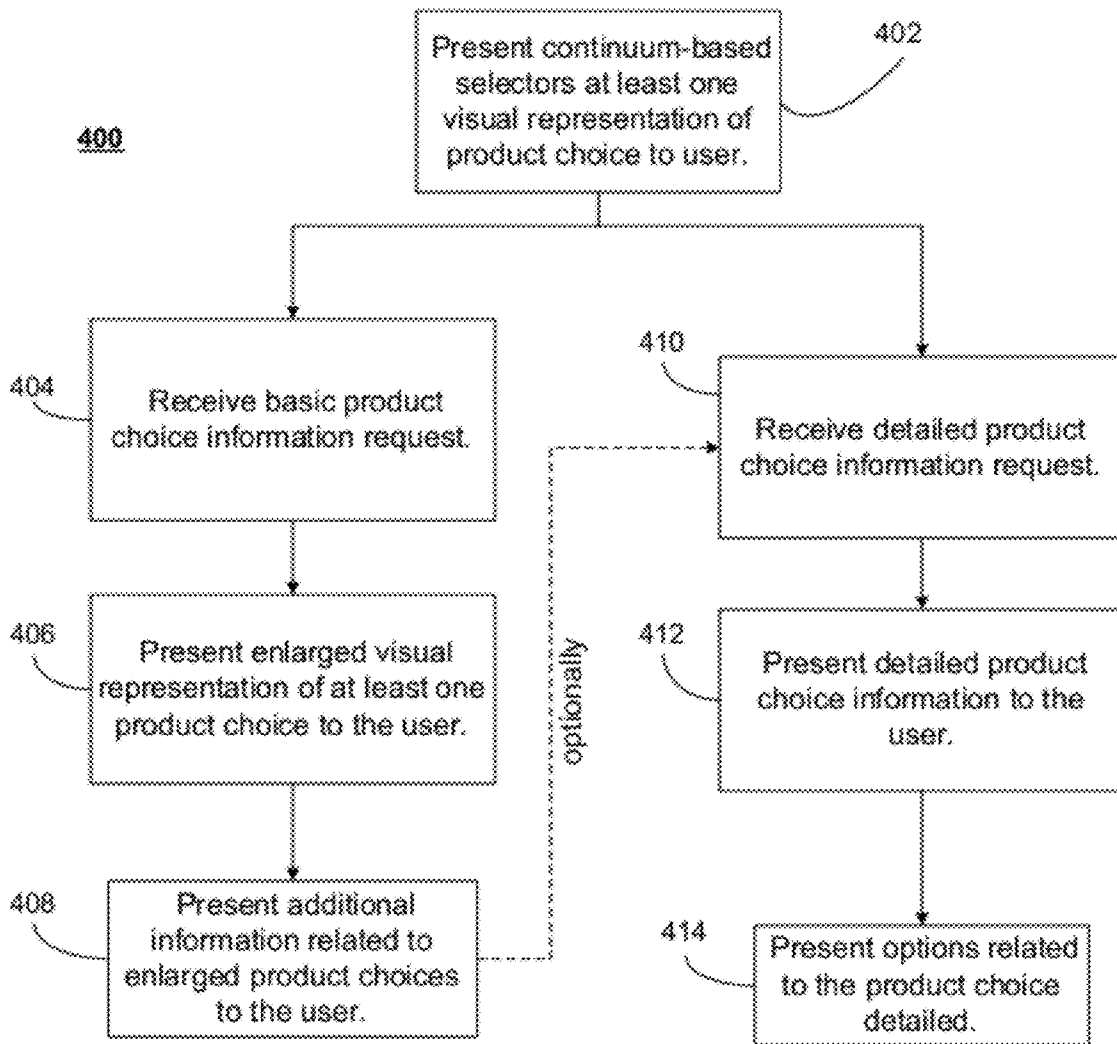 400
Present continuum-based
selectors at least one
visual representation of
product choice to user.
402
404
Receive basic product
choice information request.
406
Present enlarged visual
representation of at least one
product choice to the user.
408
Present additional
information related to
enlarged product choices
to the user.
optionally
410
Receive detailed product
choice information request.
412
Present detailed product
choice information to the
user.
414
Present options related
to the product choice
detailed.